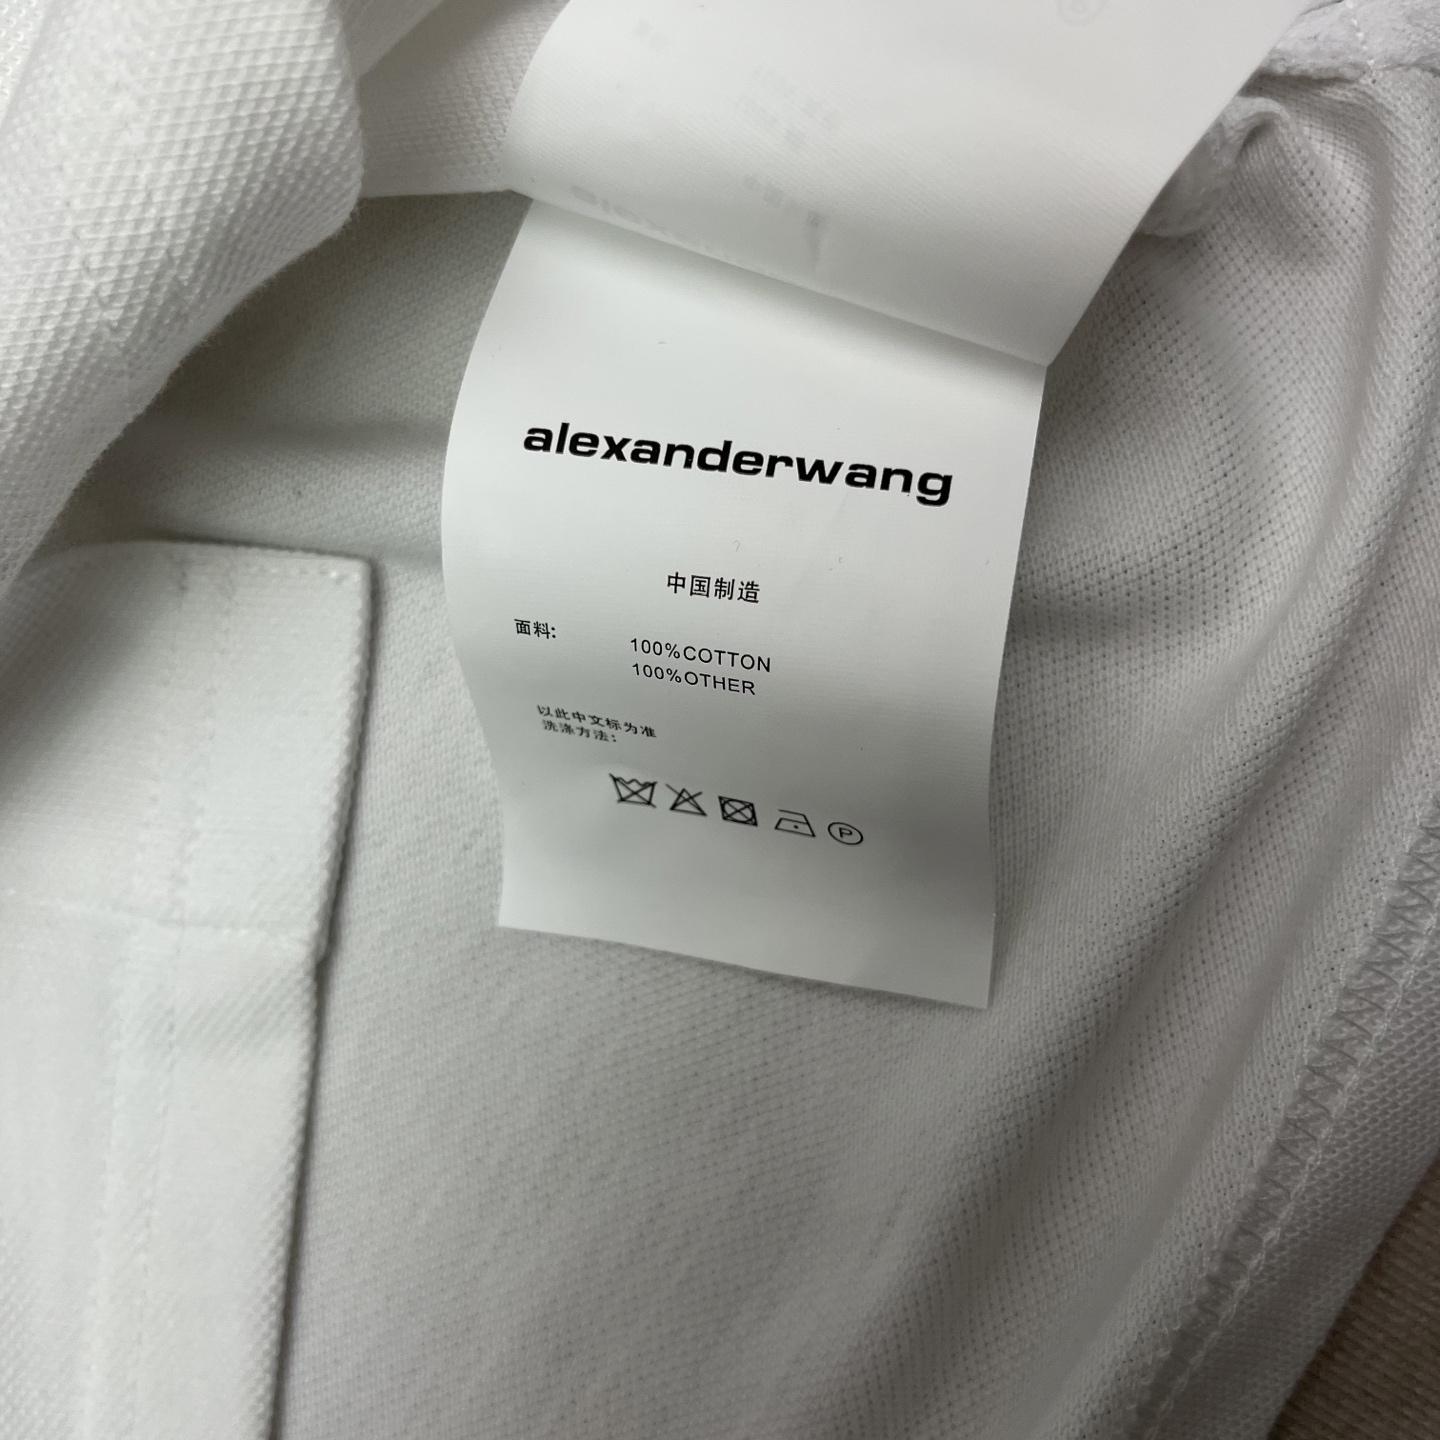 alexanderwang
中国制造
面料: 100%COTTON
100%OTHER
以此中文标为准
洗涤方法:
P